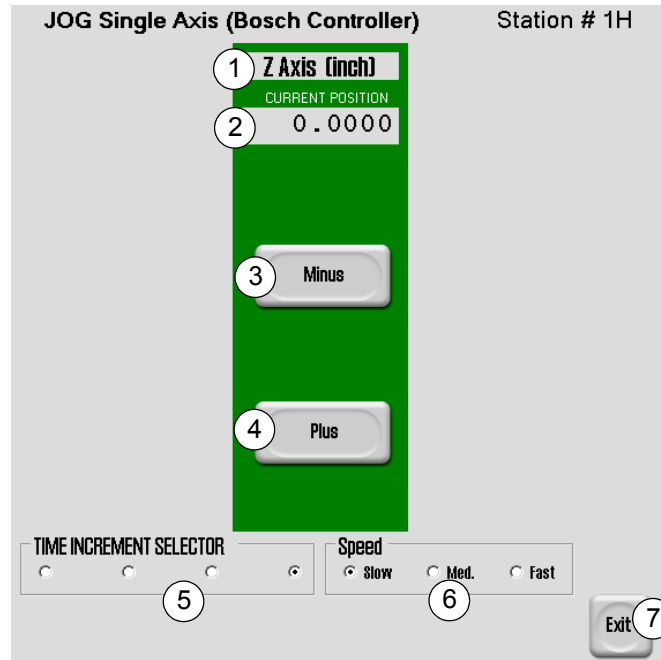 JOG Single Axis (Bosch Controller) Station # 1H
1 Z Axis (inch)
CURRENT POSITION
2 0.0000
3 Minus
4 Plus
TIME INCREMENT SELECTOR Speed
Slow Med. Fast
5 6
Exit 7